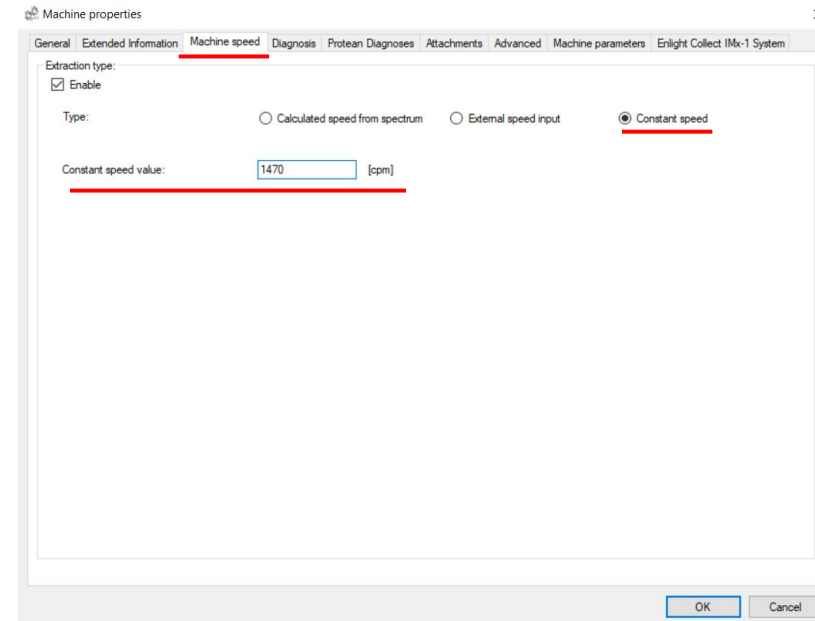 Machine properties
General Extended Information Machine speed Diagnosis Protean Diagnoses Attachments Advanced Machine parameters Enlight Collect IMx-1 System
Extraction type:
Enable
Type: Calculated speed from spectrum External speed input Constant speed
Constant speed value: 1470 [cpm]
OK Cancel